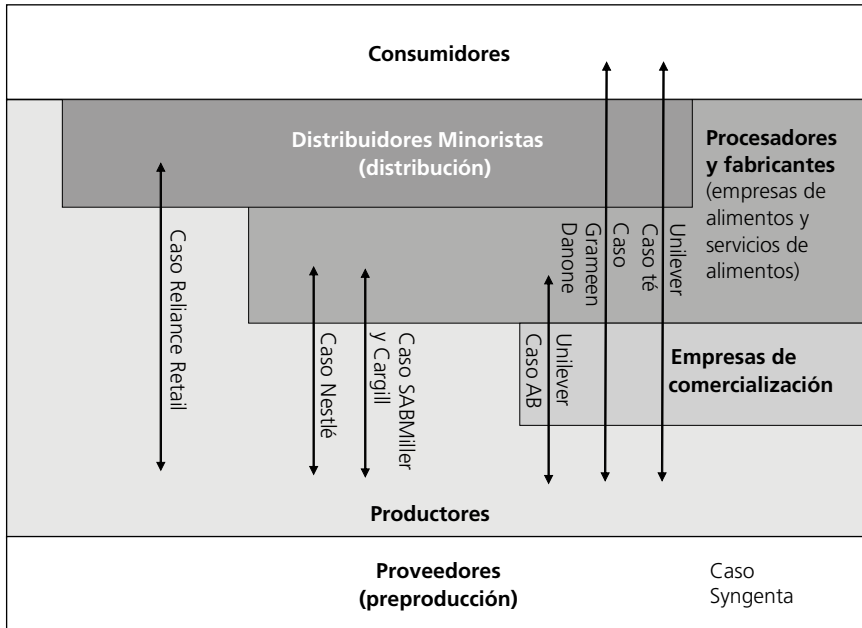 Consumidores
Distribuidores Minoristas
(distribución)
Procesadores
y fabricantes
(empresas de
alimentos y
servicios de
alimentos)
Caso Reliance Retail
Caso Nestlé
Caso SABMiller
y Cargill
Unilever
Caso AB
Caso
Grameen
Danone
Unilever
Caso té
Empresas de
comercialización
Productores
Proveedores
(preproducción)
Caso
Syngenta